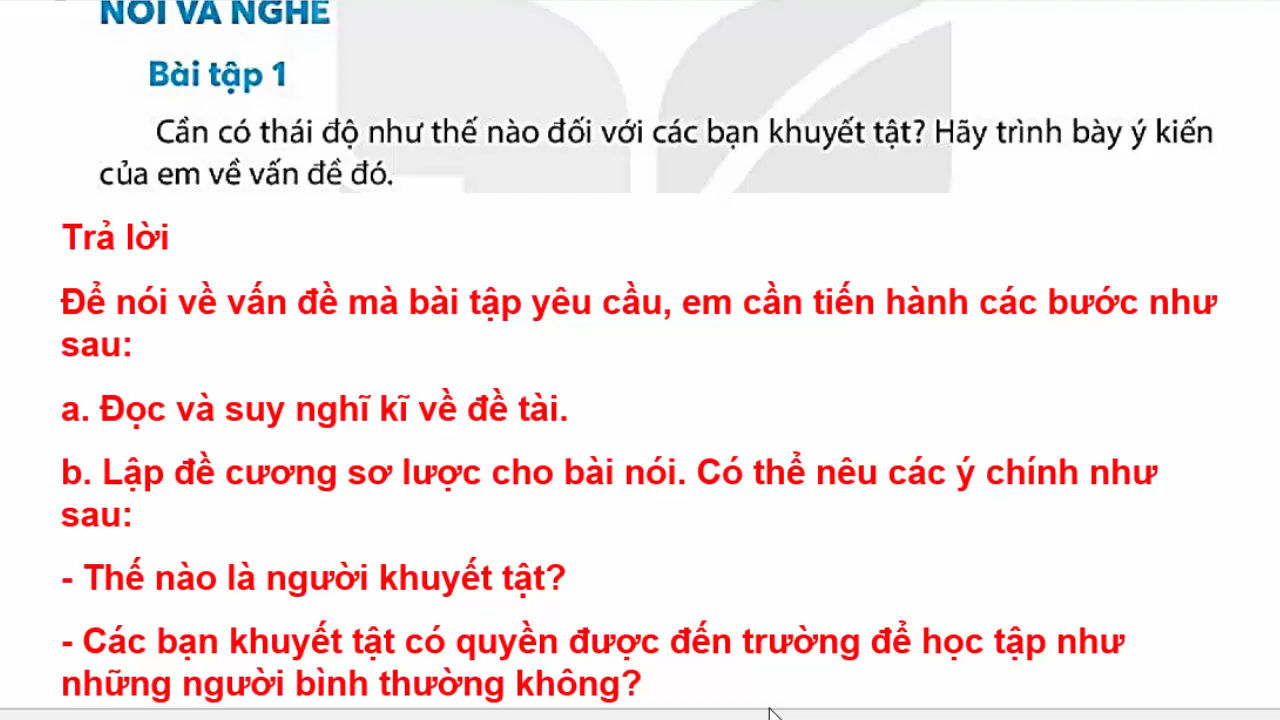 NÓI VÀ NGHE
Bài tập 1
Cần có thái độ như thế nào đối với các bạn khuyết tật? Hãy trình bày ý kiến
của em về vấn đề đó.
Trả lời
Để nói về vấn đề mà bài tập yêu cầu, em cần tiến hành các bước như
sau:
a. Đọc và suy nghĩ kĩ về đề tài.
b. Lập đề cương sơ lược cho bài nói. Có thể nêu các ý chính như
sau:
- Thế nào là người khuyết tật?
- Các bạn khuyết tật có quyền được đến trường để học tập như
những người bình thường không?